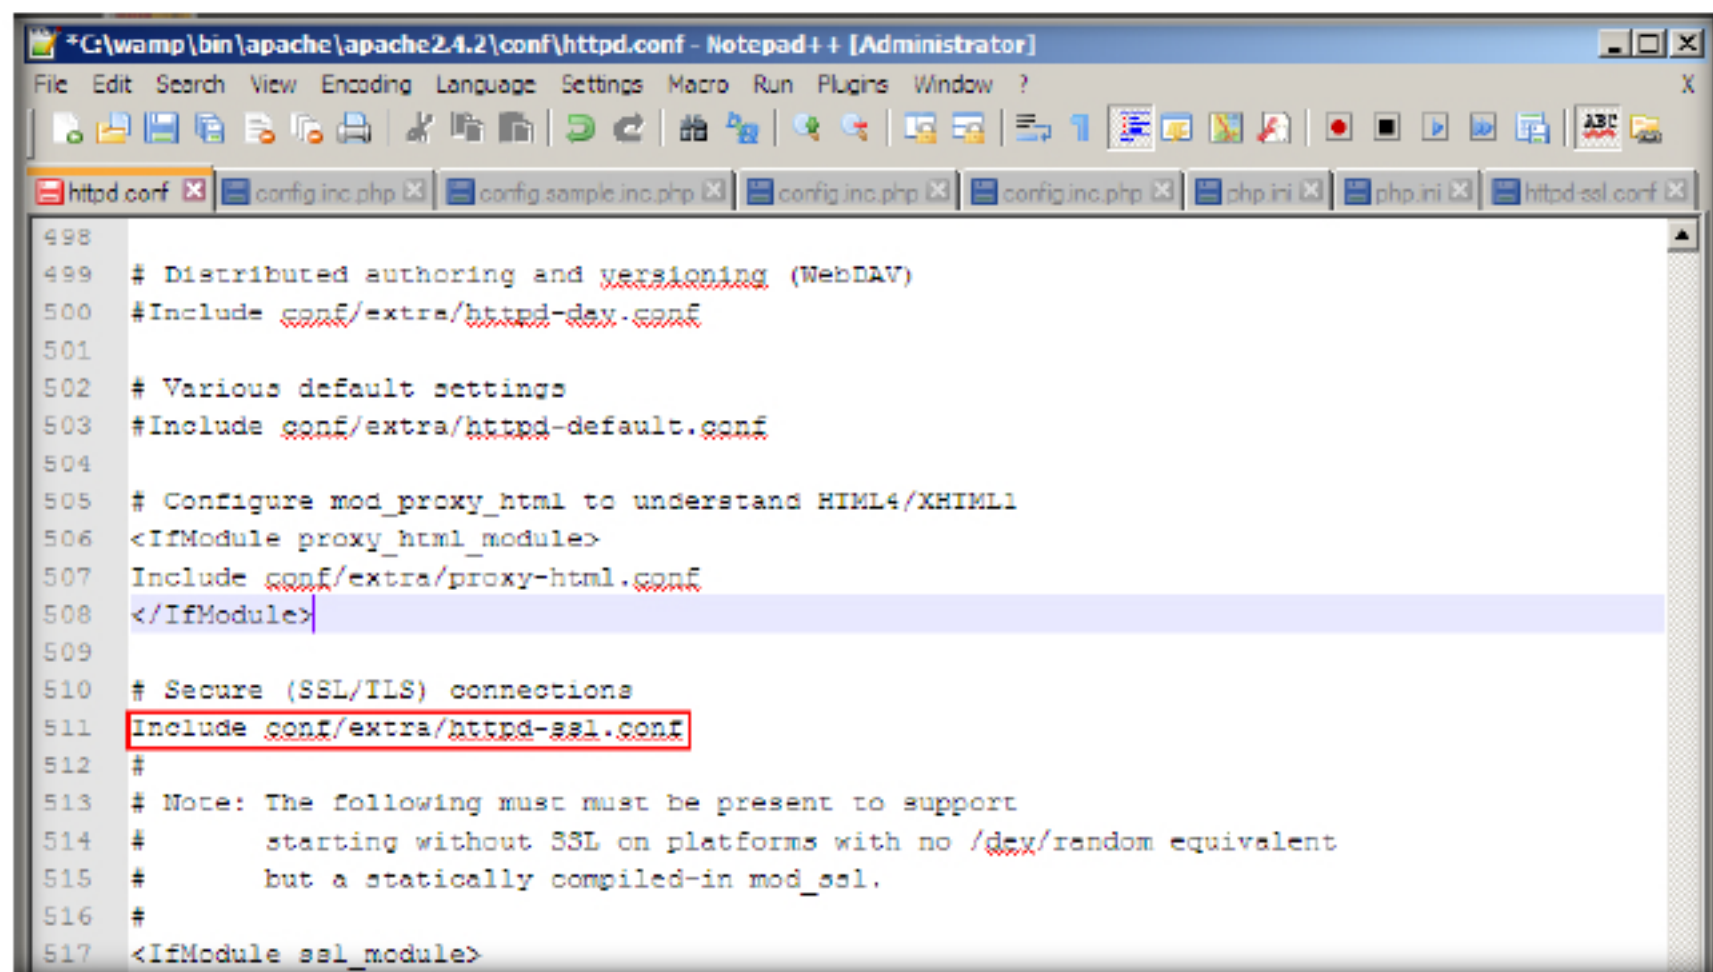 *C:\wamp\bin\apache\apache2.4.2\conf\httpd.conf - Notepad++ [Administrator]
File Edit Search View Encoding Language Settings Macro Run Plugins Window ? X
ABC
httpd.conf config.inc.php config.sample.inc.php config.inc.php config.inc.php php.ini php.ini httpd-ssl.conf
498
499 # Distributed authoring and versioning (WebDAV)
500 #Include conf/extra/httpd-dav.conf
501
502 # Various default settings
503 #Include conf/extra/httpd-default.conf
504
505 # Configure mod_proxy_html to understand HTML4/XHTML1
506 <IfModule proxy_html_module>
507 Include conf/extra/proxy-html.conf
508 </IfModule>
509
510 # Secure (SSL/TLS) connections
511 Include conf/extra/httpd-ssl.conf
512 #
513 # Note: The following must must be present to support
514 #       starting without SSL on platforms with no /dev/random equivalent
515 #       but a statically compiled-in mod_ssl.
516 #
517 <IfModule ssl_module>